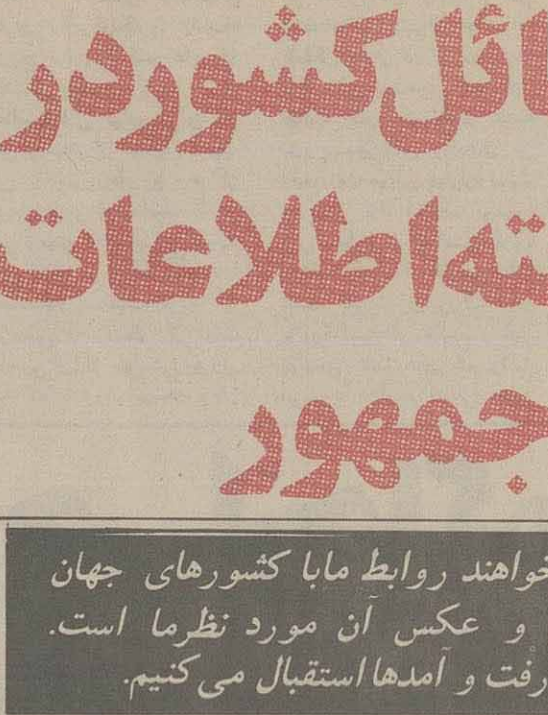 ائل کشور در
ته اطلاعات
جمهور
خواهند روابط ما با کشورهای جهان
و عکس آن مورد نظر ما است.
رفت و آمدها استقبال می کنیم.